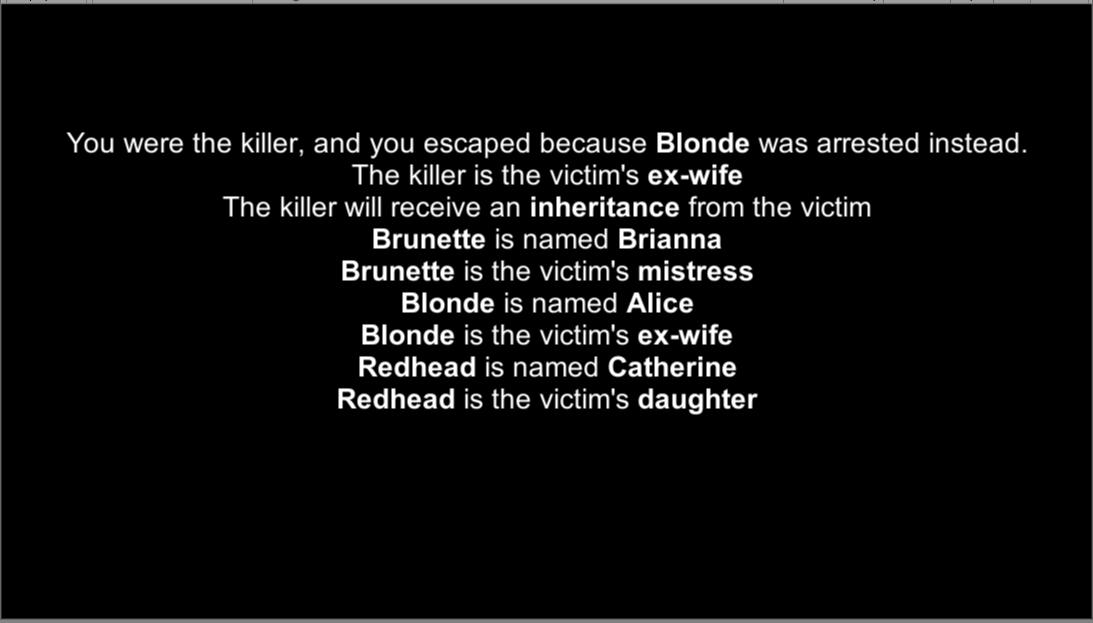 You were the killer, and you escaped because Blonde was arrested instead.
The killer is the victim's ex-wife
The killer will receive an inheritance from the victim
Brunette is named Brianna
Brunette is the victim's mistress
Blonde is named Alice
Blonde is the victim's ex-wife
Redhead is named Catherine
Redhead is the victim's daughter